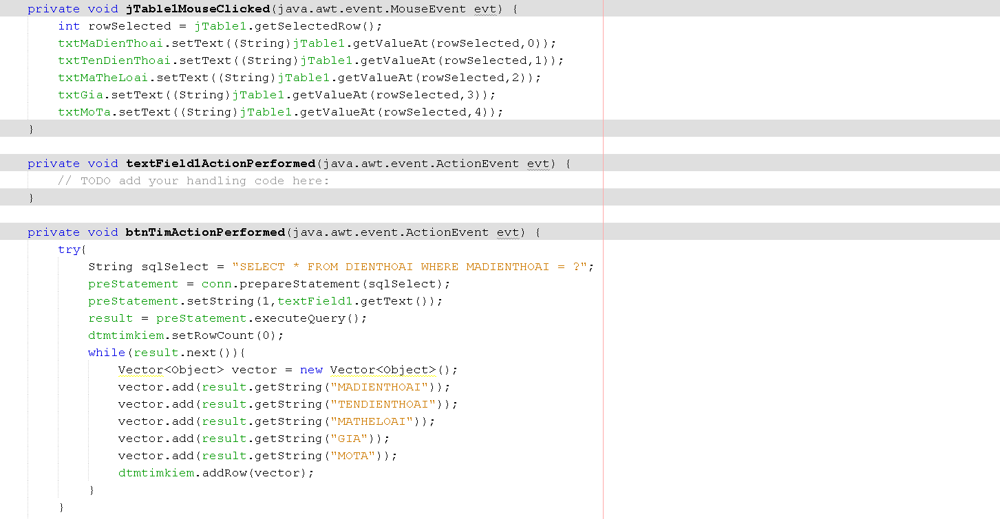 private void jTable1MouseClicked(java.awt.event.MouseEvent evt) {
    int rowSelected = jTable1.getSelectedRow();
    txtMaDienThoai.setText((String)jTable1.getValueAt(rowSelected,0));
    txtTenDienThoai.setText((String)jTable1.getValueAt(rowSelected,1));
    txtMaTheLoai.setText((String)jTable1.getValueAt(rowSelected,2));
    txtGia.setText((String)jTable1.getValueAt(rowSelected,3));
    txtMoTa.setText((String)jTable1.getValueAt(rowSelected,4));
}
private void textField1ActionPerformed(java.awt.event.ActionEvent evt) {
    // TODO add your handling code here:
}
private void btnTimActionPerformed(java.awt.event.ActionEvent evt) {
    try{
        String sqlSelect = "SELECT * FROM DIENTHOAI WHERE MADIENTHOAI = ?";
        preStatement = conn.prepareStatement(sqlSelect);
        preStatement.setString(1,textField1.getText());
        result = preStatement.executeQuery();
        dtmtimkiem.setRowCount(0);
        while(result.next()){
            Vector<Object> vector = new Vector<Object>();
            vector.add(result.getString("MADIENTHOAI"));
            vector.add(result.getString("TENDIENTHOAI"));
            vector.add(result.getString("MATHELOAI"));
            vector.add(result.getString("GIA"));
            vector.add(result.getString("MOTA"));
            dtmtimkiem.addRow(vector);
        }
    }